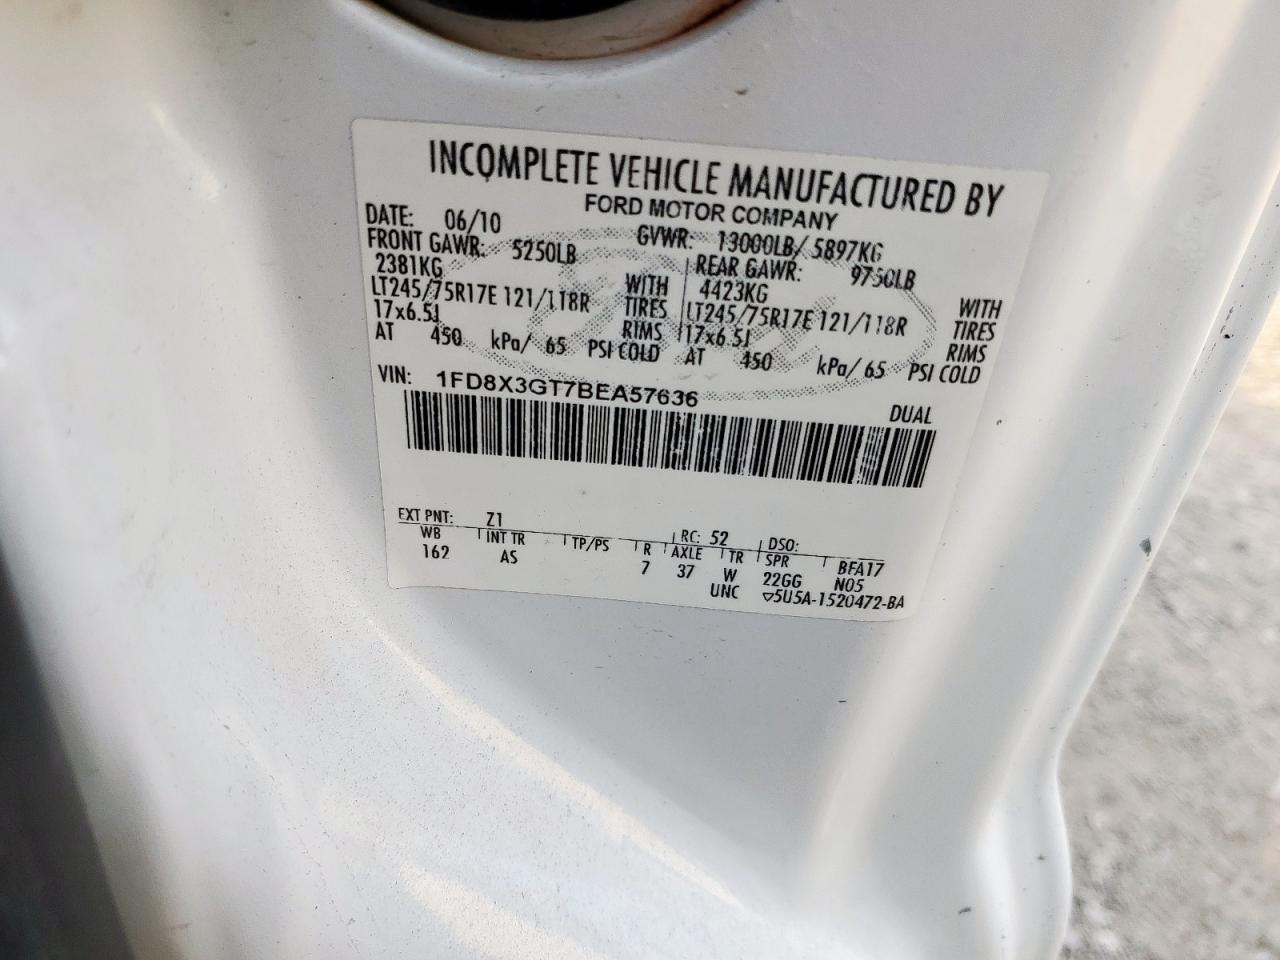 INCOMPLETE VEHICLE MANUFACTURED BY
FORD MOTOR COMPANY
DATE: 06/10 GVWR: 13000LB/ 5897KG
FRONT GAWR: 5250LB
2381KG WITH
LT245/75R17E 121/118R TIRES
17x6.5J RIMS
AT 450 kPa/ 65 PSI COLD
REAR GAWR: 9750LB
4423KG WITH
LT245/75R17E 121/118R TIRES
17x6.5J RIMS
AT 450 kPa/ 65 PSI COLD
VIN: 1FD8X3GT7BEA57636 DUAL
EXT PNT: Z1 RC: 52 DSO:
WB INT TR TP/PS R AXLE TR SPR BFA17
162 AS 7 37 W 22GG N05
UNC ▽5U5A-1520472-BA